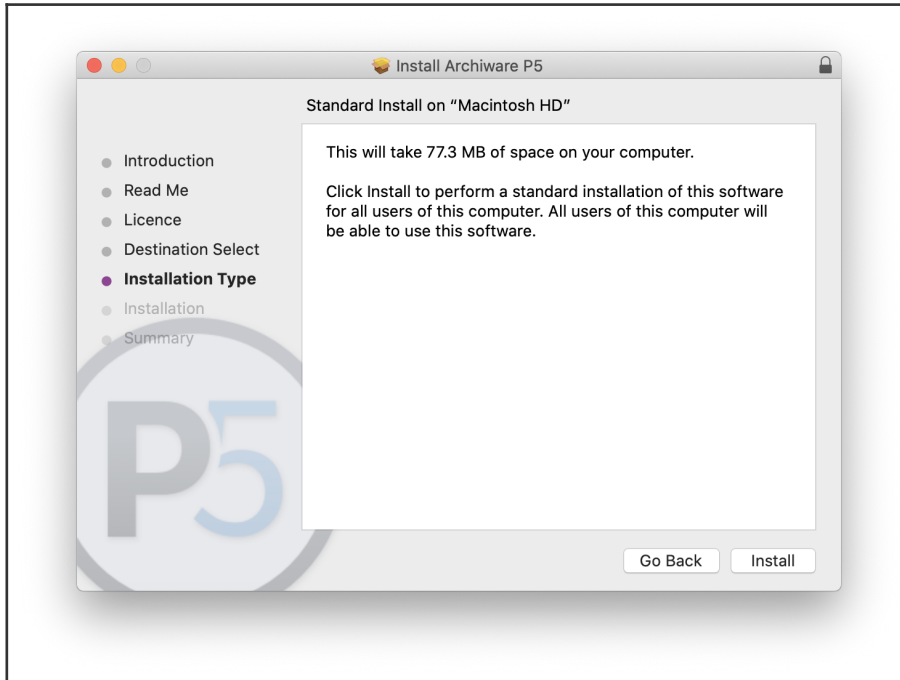 Install Archiware P5
Standard Install on “Macintosh HD”
Introduction
Read Me
Licence
Destination Select
Installation Type
Installation
Summary
This will take 77.3 MB of space on your computer.
Click Install to perform a standard installation of this software
for all users of this computer. All users of this computer will
be able to use this software.
P5
Go Back
Install